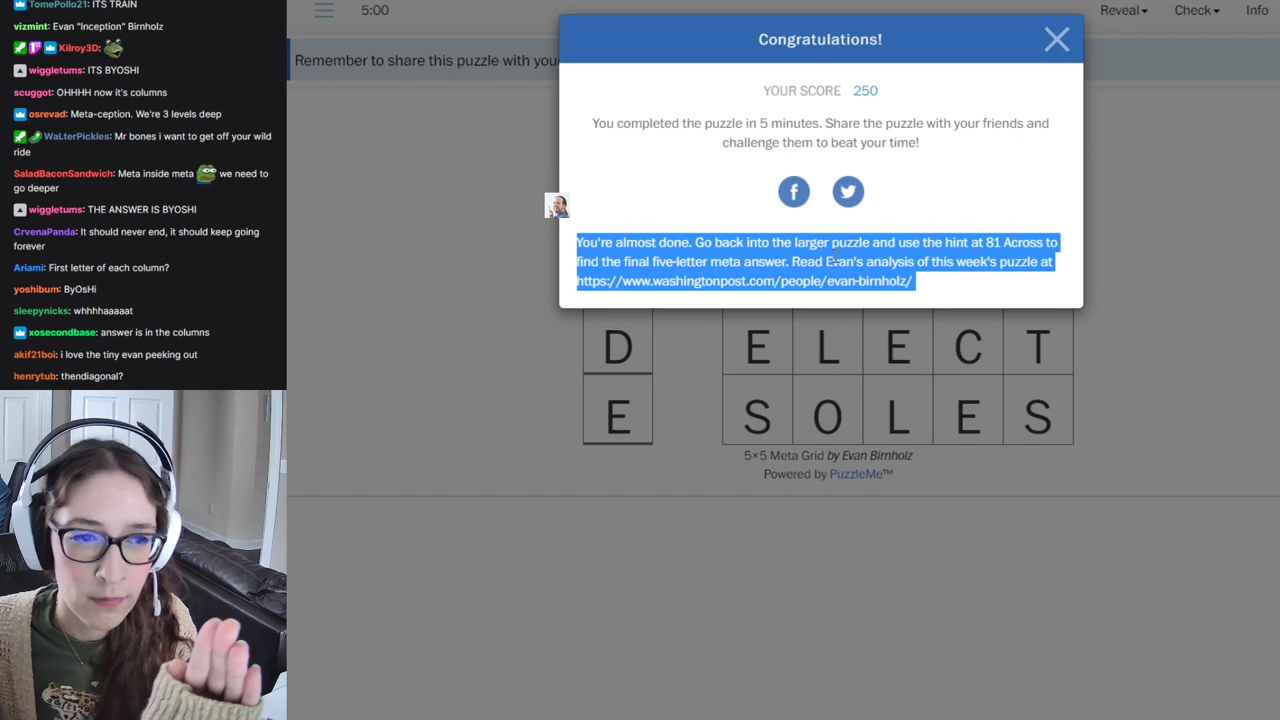 TomePollo21: ITS TRAIN
vizmint: Evan "Inception" Birnholz
Kilroy3D:
wiggletums: ITS BYOSHI
scuggot: OHHHH now it's columns
osrevad: Meta-ception. We're 3 levels deep
WaLterPickles: Mr bones i want to get off your wild
ride
SaladBaconSandwich: Meta inside meta we need to
go deeper
wiggletums: THE ANSWER IS BYOSHI
CrvenaPanda: It should never end, it should keep going
forever
Ariami: First letter of each column?
yoshibum: ByOsHi
sleepynicks: whhhhaaaaat
xosecondbase: answer is in the columns
akif21boi: i love the tiny evan peeking out
henrytub: thendiagonal?
5:00
Reveal
Check
Info
Remember to share this puzzle with you
Congratulations!
YOUR SCORE 250
You completed the puzzle in 5 minutes. Share the puzzle with your friends and
challenge them to beat your time!
You're almost done. Go back into the larger puzzle and use the hint at 81 Across to
find the final five-letter meta answer. Read Evan's analysis of this week's puzzle at
https://www.washingtonpost.com/people/evan-birnholz/
D E L E C T
E S O L E S
5×5 Meta Grid by Evan Birnholz
Powered by PuzzleMe™